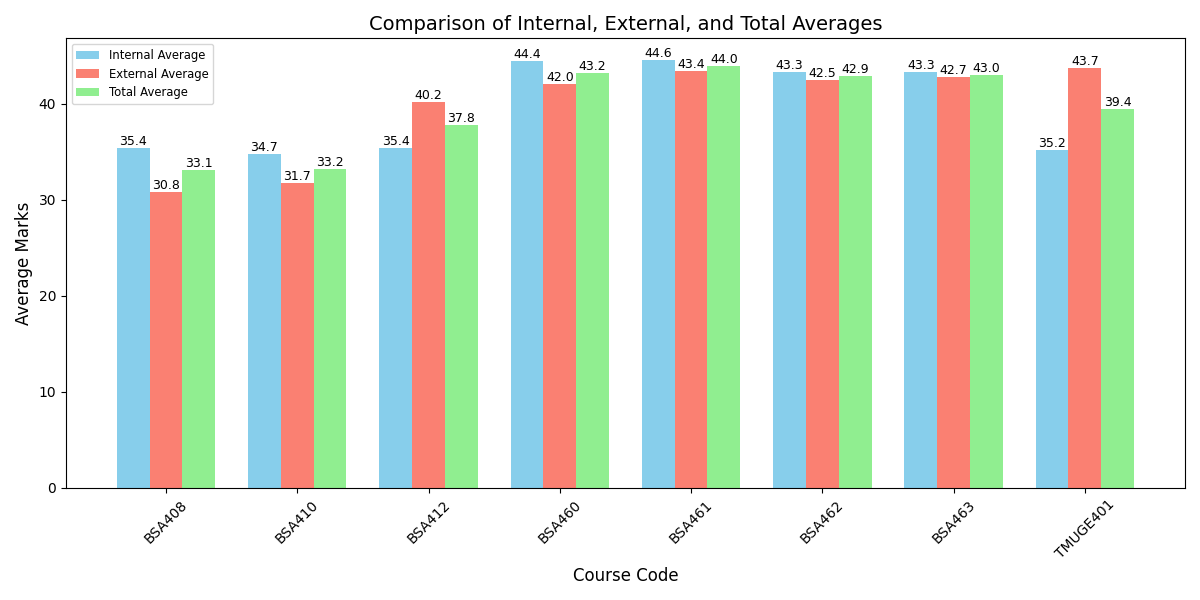 Comparison of Internal, External, and Total Averages
Internal Average
External Average
Total Average
Average Marks
40
30
20
10
0
35.4
30.8
33.1
34.7
31.7
33.2
35.4
40.2
37.8
44.4
42.0
43.2
44.6
43.4
44.0
43.3
42.5
42.9
43.3
42.7
43.0
35.2
43.7
39.4
BSA408
BSA410
BSA412
BSA460
BSA461
BSA462
BSA463
TMUGE401
Course Code